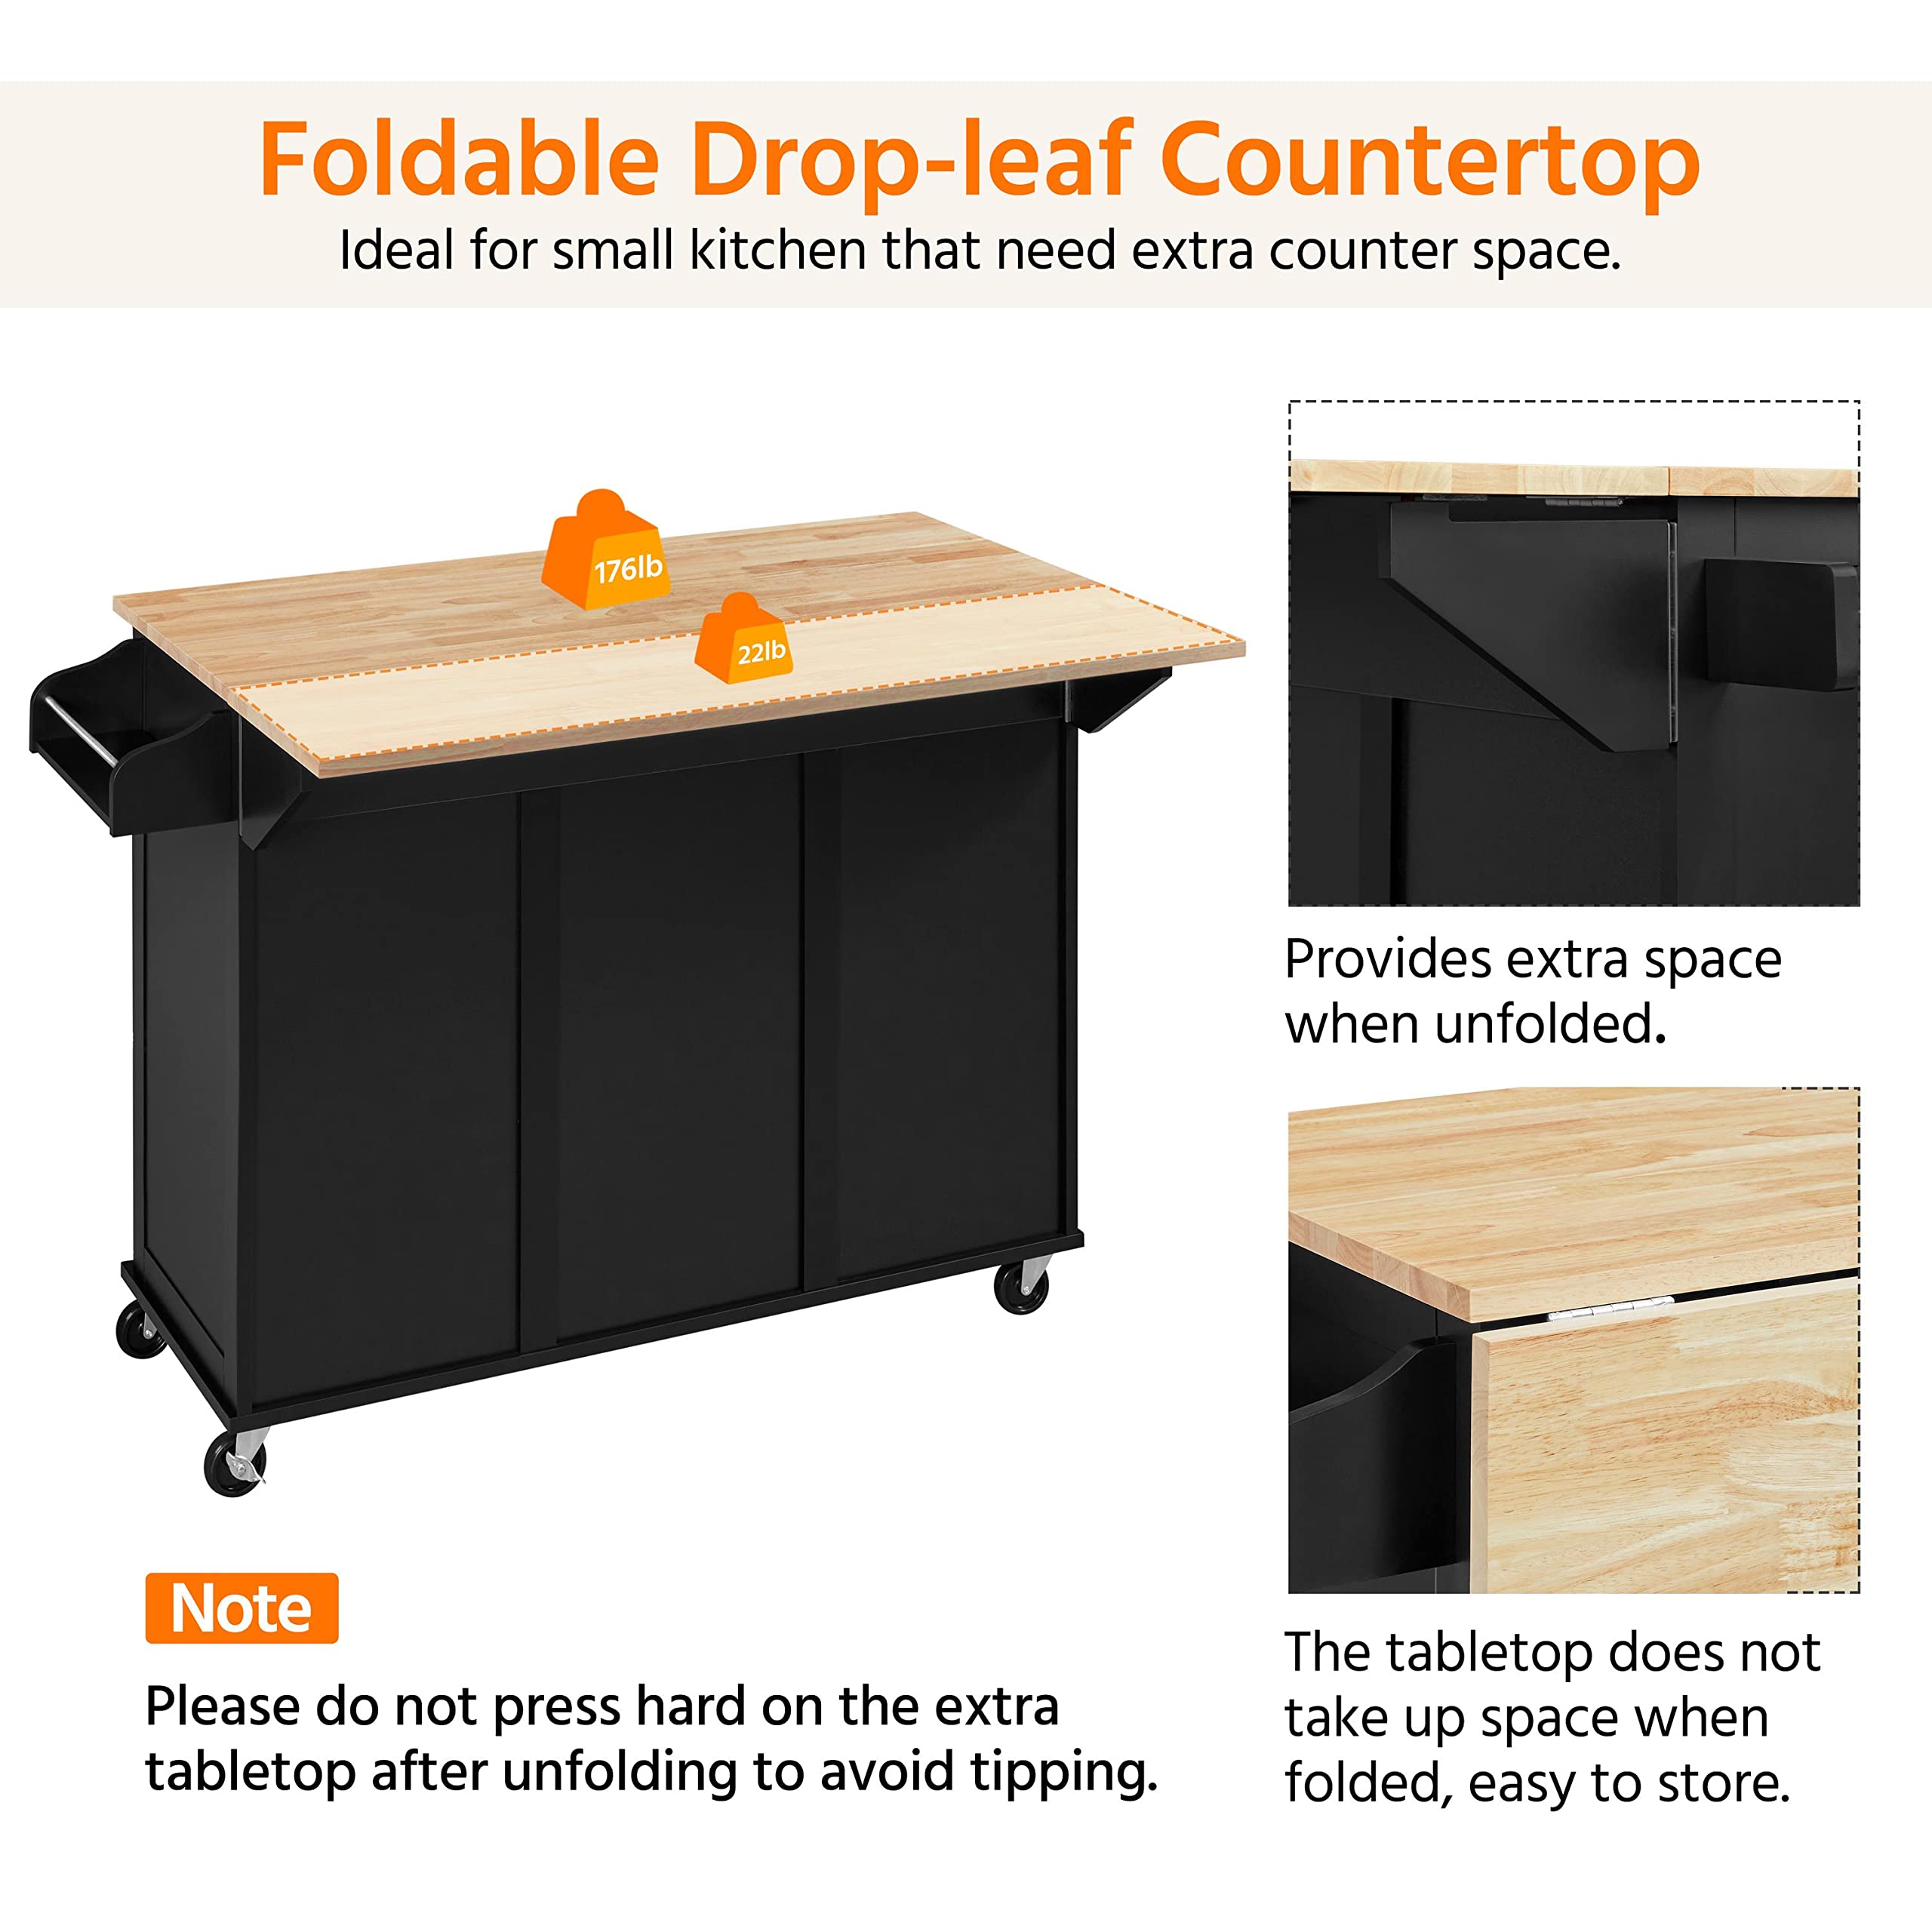 Foldable Drop-leaf Countertop
Ideal for small kitchen that need extra counter space.
176lb
22lb
Provides extra space
when unfolded.
The tabletop does not
take up space when
folded, easy to store.
Note
Please do not press hard on the extra
tabletop after unfolding to avoid tipping.